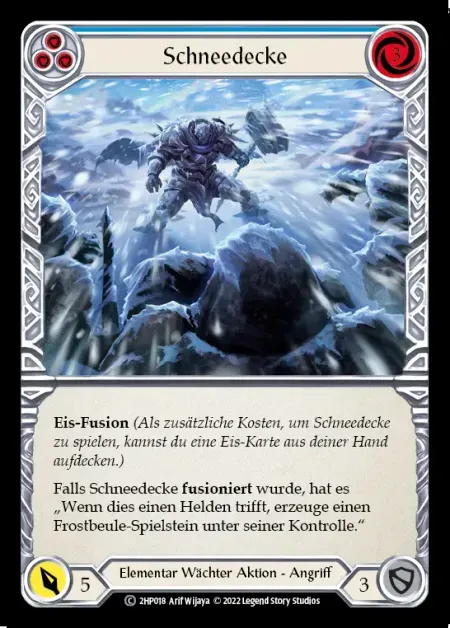 Schneedecke
3
Eis-Fusion (Als zusätzliche Kosten, um Schneedecke
zu spielen, kannst du eine Eis-Karte aus deiner Hand
aufdecken.)
Falls Schneedecke fusioniert wurde, hat es
„Wenn dies einen Helden trifft, erzeuge einen
Frostbeule-Spielstein unter seiner Kontrolle.“
5
Elementar Wächter Aktion - Angriff
3
C 2HP018 Arif Wijaya © 2022 Legend Story Studios